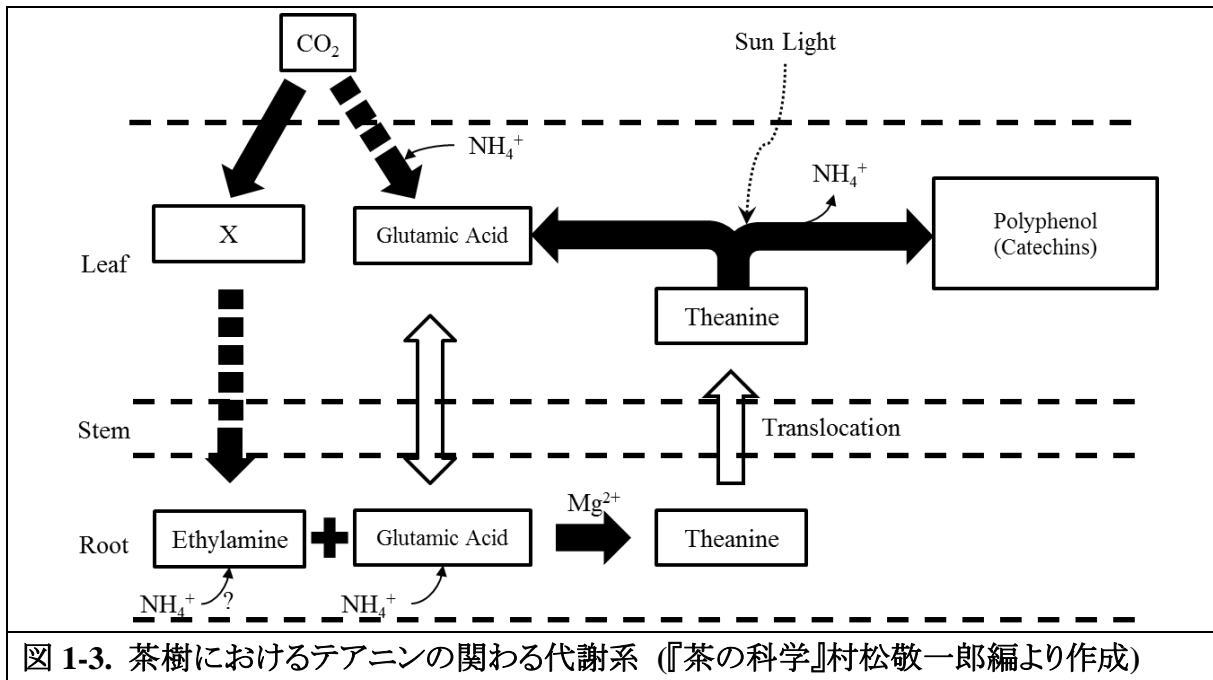 CO₂
Sun Light
NH₄⁺
NH₄⁺
X
Glutamic Acid
Polyphenol
(Catechins)
Leaf
Theanine
Stem
Translocation
Mg²⁺
Root
Ethylamine
Glutamic Acid
Theanine
NH₄⁺
?
NH₄⁺
図 1-3. 茶樹におけるテアニンの関わる代謝系 (『茶の科学』村松敬一郎編より作成)